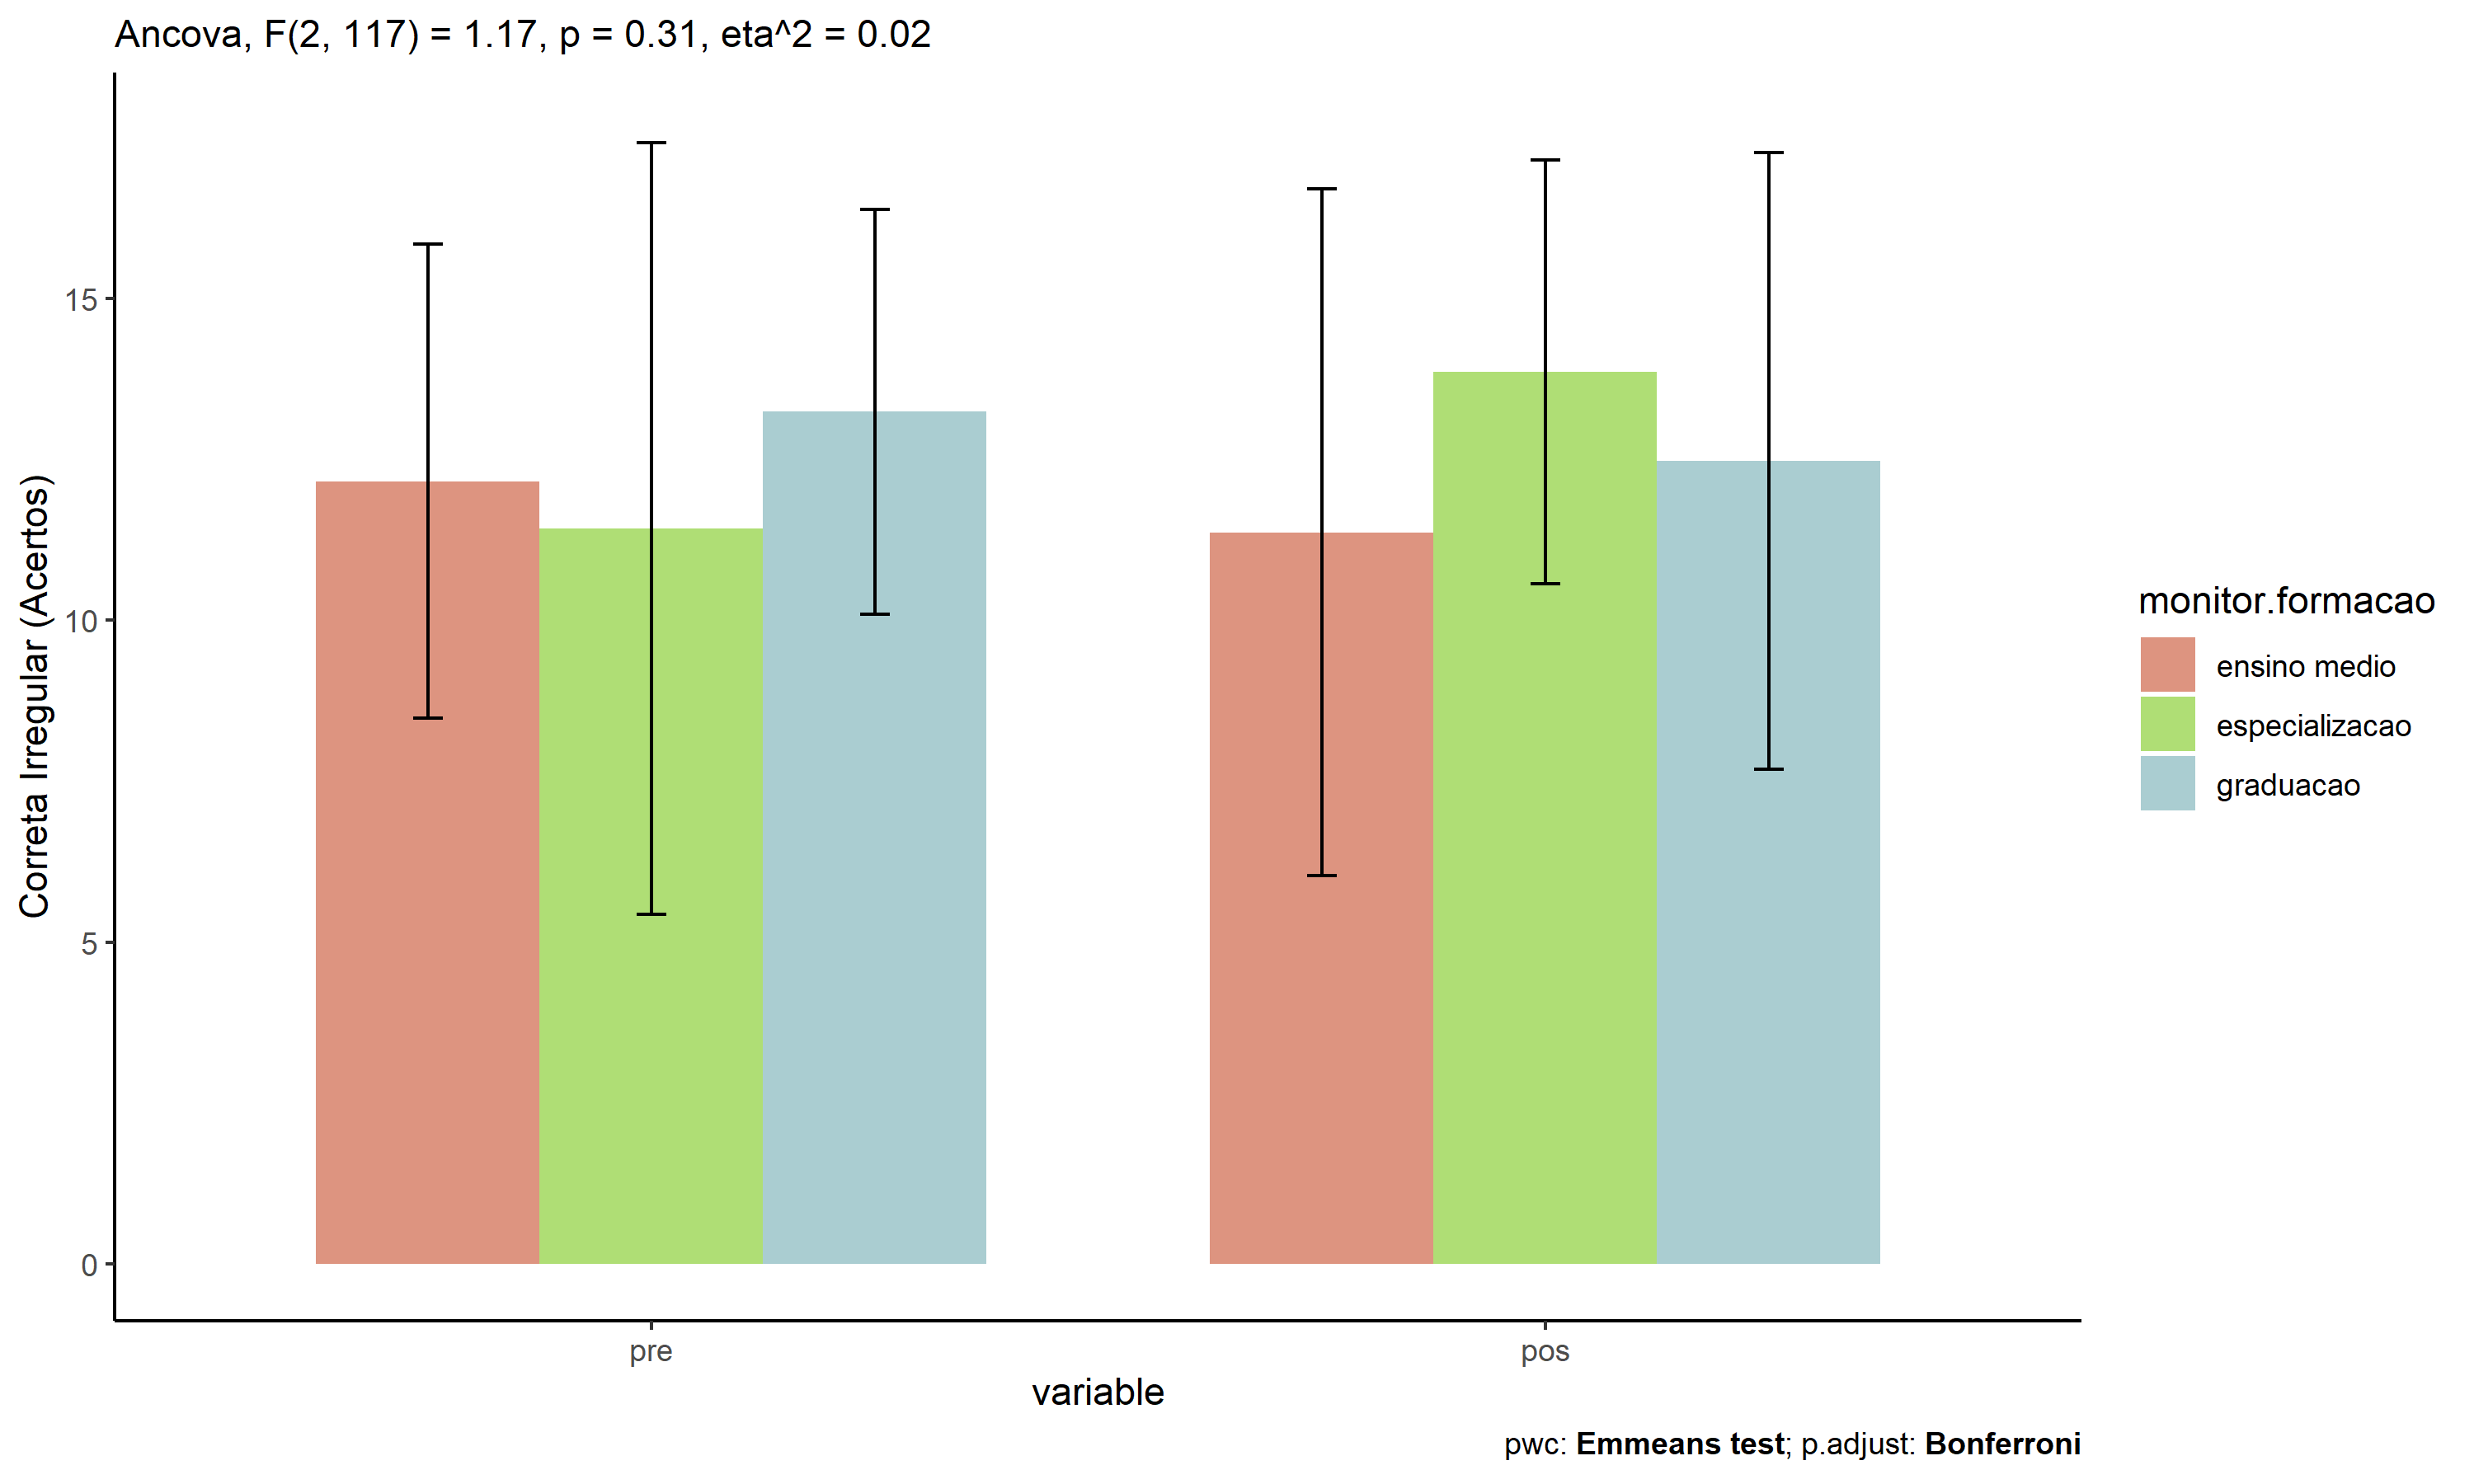 Ancova, F(2, 117) = 1.17, p = 0.31, eta^2 = 0.02
Correta Irregular (Acertos)
15
10
5
0
pre
pos
variable
monitor.formacao
ensino medio
especializacao
graduacao
pwc: Emmeans test; p.adjust: Bonferroni